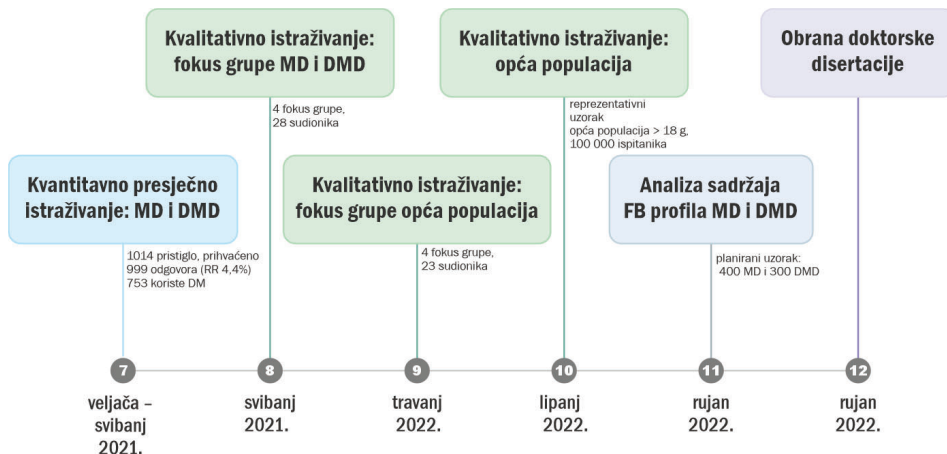 Kvalitativno istraživanje:
fokus grupe MD i DMD
4 fokus grupe,
28 sudionika
Kvalitativno istraživanje:
opća populacija
reprezentativni
uzorak
opća populacija > 18 g,
100 000 ispitanika
Obrana doktorske
disertacije
Kvantitavno presječno
istraživanje: MD i DMD
1014 pristiglo, prihvaćeno
999 odgovora (RR 4,4%)
753 koriste DM
Kvalitativno istraživanje:
fokus grupe opća populacija
4 fokus grupe,
23 sudionika
Analiza sadržaja
FB profila MD i DMD
planirani uzorak:
400 MD i 300 DMD
7
8
9
10
11
12
veljača –
svibanj
2021.
svibanj
2021.
travanj
2022.
lipanj
2022.
rujan
2022.
rujan
2022.